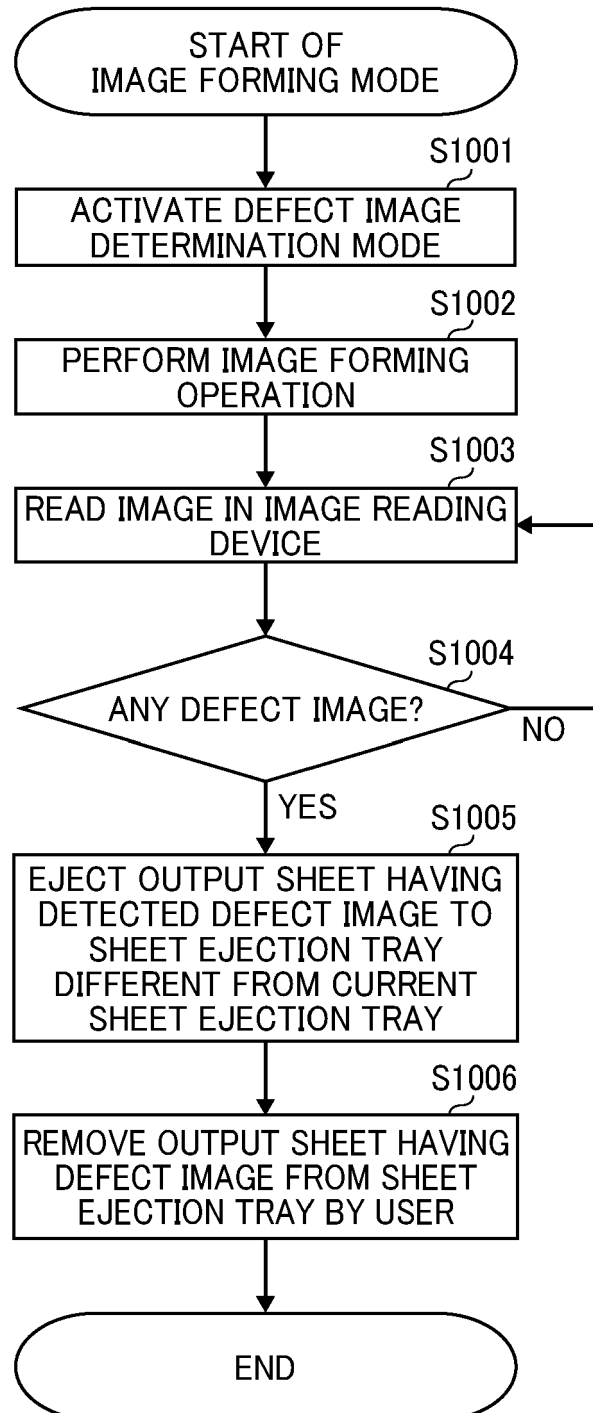 START OF
IMAGE FORMING MODE
S1001
ACTIVATE DEFECT IMAGE
DETERMINATION MODE
S1002
PERFORM IMAGE FORMING
OPERATION
S1003
READ IMAGE IN IMAGE READING
DEVICE
S1004
ANY DEFECT IMAGE?
NO
YES
S1005
EJECT OUTPUT SHEET HAVING
DETECTED DEFECT IMAGE TO
SHEET EJECTION TRAY
DIFFERENT FROM CURRENT
SHEET EJECTION TRAY
S1006
REMOVE OUTPUT SHEET HAVING
DEFECT IMAGE FROM SHEET
EJECTION TRAY BY USER
END